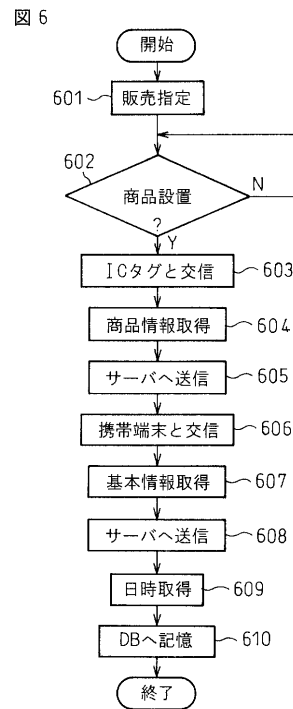 図6
開始
601 販売指定
602
商品設置 N
?
Y
ICタグと交信 603
商品情報取得 604
サーバへ送信 605
携帯端末と交信 606
基本情報取得 607
サーバへ送信 608
日時取得 609
DBへ記憶 610
終了